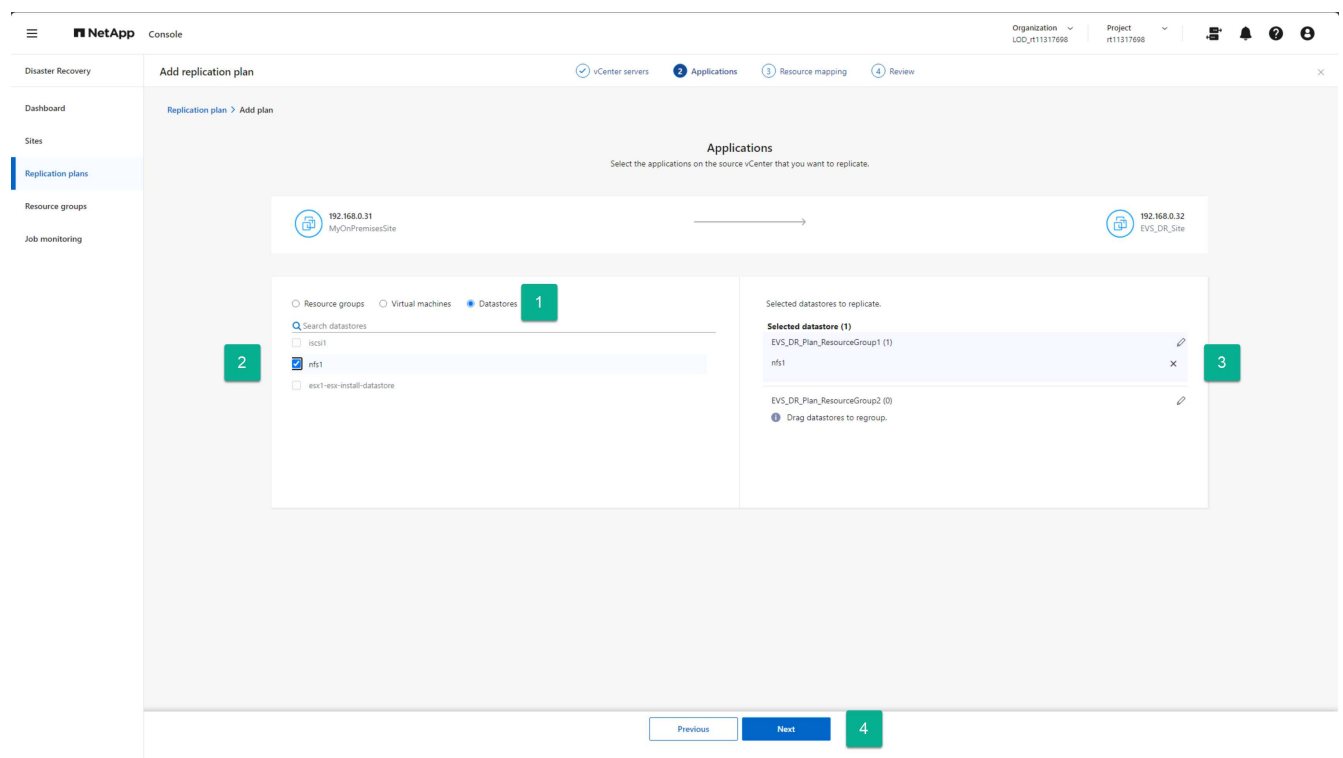 NetApp Console
Organization
LOD_rt11317698
Project
rt11317698
Disaster Recovery
Add replication plan
vCenter servers
2 Applications
3 Resource mapping
4 Review
Dashboard
Sites
Replication plans
Resource groups
Job monitoring
Replication plan > Add plan
Applications
Select the applications on the source vCenter that you want to replicate.
192.168.0.31
MyOnPremisesSite
192.168.0.32
EVS_DR_Site
Resource groups Virtual machines Datastores
1
Search datastores
iscsi1
2
nfs1
esx1-esx-install-datastore
Selected datastores to replicate.
Selected datastore (1)
EVS_DR_Plan_ResourceGroup1 (1)
nfs1
3
EVS_DR_Plan_ResourceGroup2 (0)
Drag datastores to regroup.
Previous
Next
4